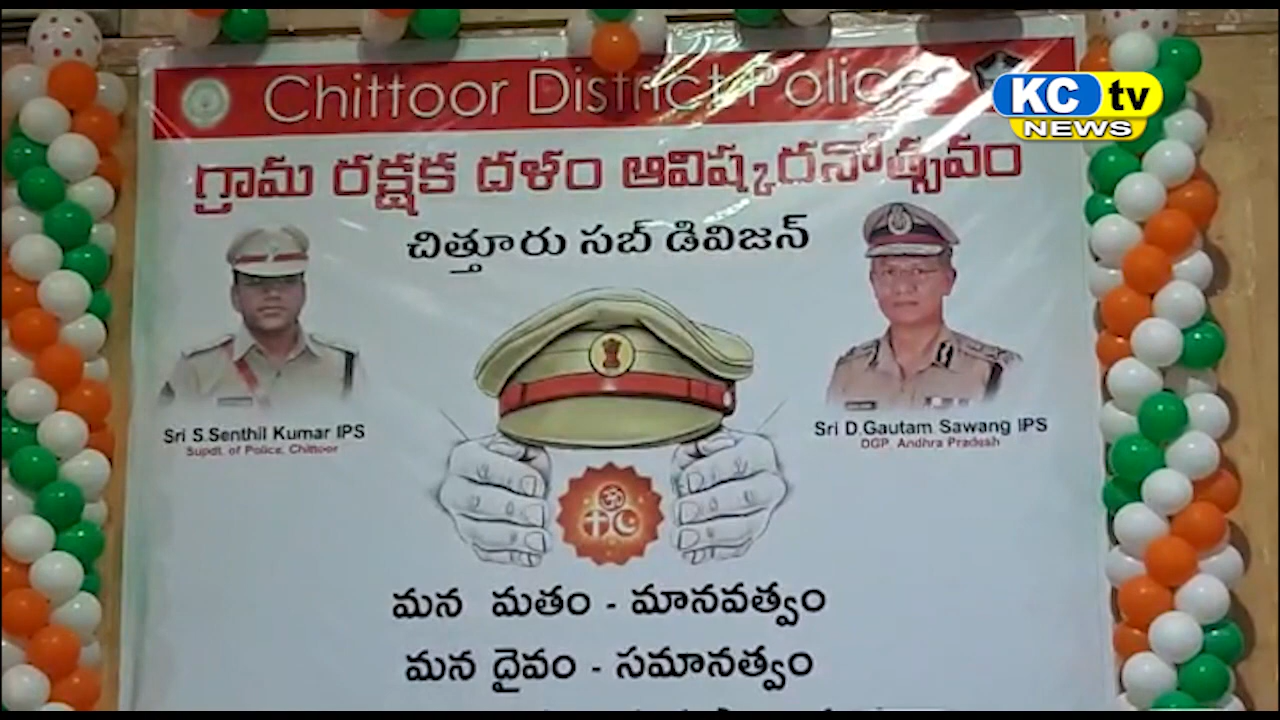 Chittoor District Police
KC tv
NEWS
గ్రామ రక్షక దళం ఆవిష్కరనోత్సవం
చిత్తూరు సబ్ డివిజన్
Sri S.Senthil Kumar IPS
Supdt. of Police, Chittoor
Sri D.Gautam Sawang IPS
DGP, Andhra Pradesh
మన మతం - మానవత్వం
మన దైవం - సమానత్వం